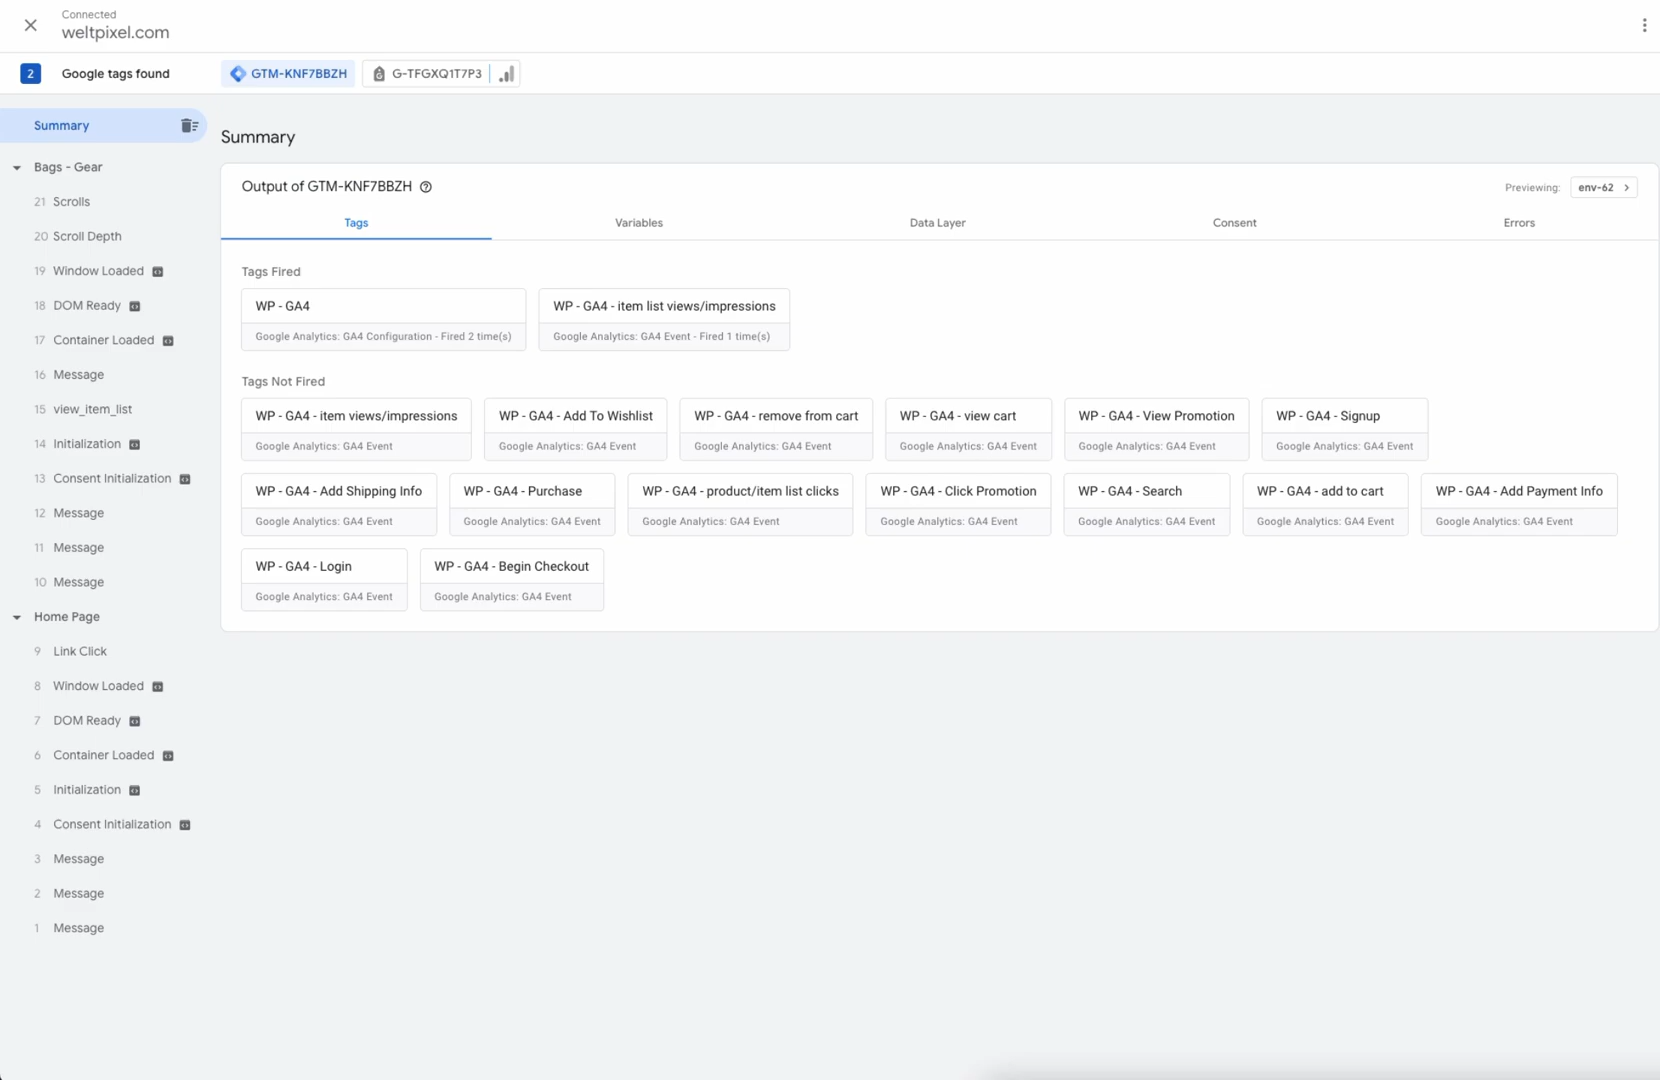 Connected
weltpixel.com
2 Google tags found GTM-KNF7BBZH G-TFGXQ1T7P3
Summary
Bags - Gear
21 Scrolls
20 Scroll Depth
19 Window Loaded
18 DOM Ready
17 Container Loaded
16 Message
15 view_item_list
14 Initialization
13 Consent Initialization
12 Message
11 Message
10 Message
Home Page
9 Link Click
8 Window Loaded
7 DOM Ready
6 Container Loaded
5 Initialization
4 Consent Initialization
3 Message
2 Message
1 Message
Summary
Output of GTM-KNF7BBZH
Previewing: env-62
Tags Variables Data Layer Consent Errors
Tags Fired
WP - GA4
Google Analytics: GA4 Configuration - Fired 2 time(s)
WP - GA4 - item list views/impressions
Google Analytics: GA4 Event - Fired 1 time(s)
Tags Not Fired
WP - GA4 - item views/impressions
Google Analytics: GA4 Event
WP - GA4 - Add To Wishlist
Google Analytics: GA4 Event
WP - GA4 - remove from cart
Google Analytics: GA4 Event
WP - GA4 - view cart
Google Analytics: GA4 Event
WP - GA4 - View Promotion
Google Analytics: GA4 Event
WP - GA4 - Signup
Google Analytics: GA4 Event
WP - GA4 - Add Shipping Info
Google Analytics: GA4 Event
WP - GA4 - Purchase
Google Analytics: GA4 Event
WP - GA4 - product/item list clicks
Google Analytics: GA4 Event
WP - GA4 - Click Promotion
Google Analytics: GA4 Event
WP - GA4 - Search
Google Analytics: GA4 Event
WP - GA4 - add to cart
Google Analytics: GA4 Event
WP - GA4 - Add Payment Info
Google Analytics: GA4 Event
WP - GA4 - Login
Google Analytics: GA4 Event
WP - GA4 - Begin Checkout
Google Analytics: GA4 Event